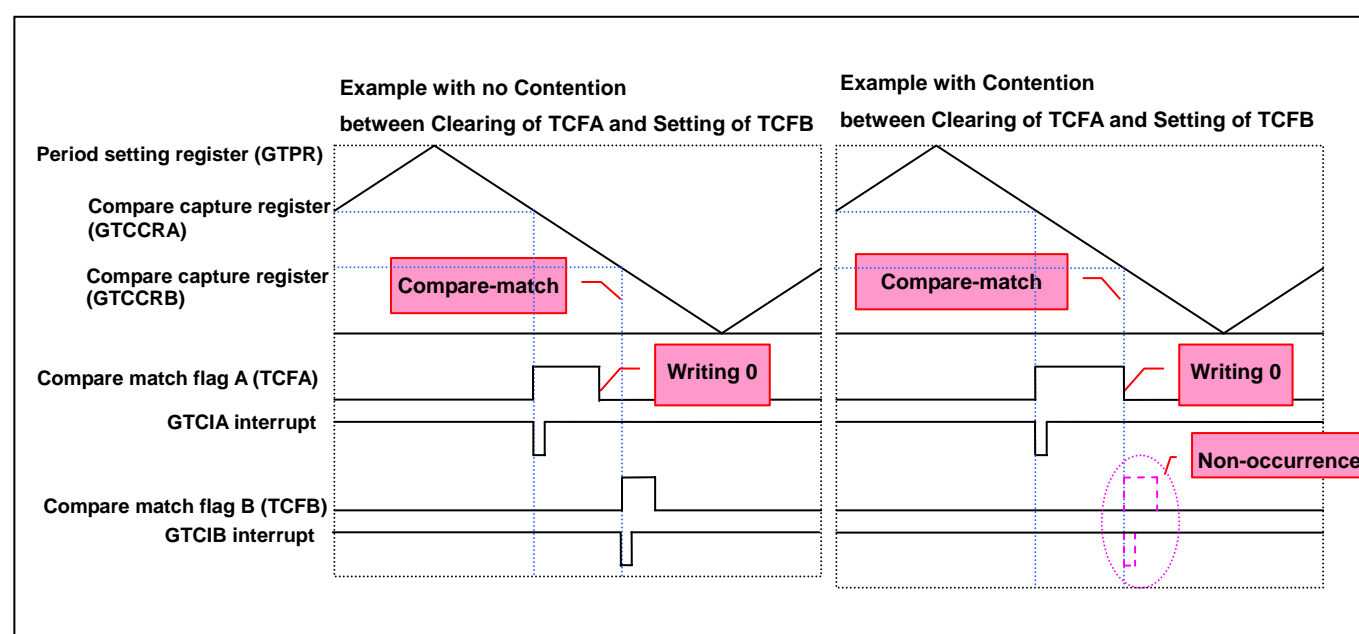 Example with no Contention
between Clearing of TCFA and Setting of TCFB
Example with Contention
between Clearing of TCFA and Setting of TCFB
Period setting register (GTPR)
Compare capture register
(GTCCRA)
Compare capture register
(GTCCRB)
Compare-match
Compare-match
Compare match flag A (TCFA)
Writing 0
Writing 0
GTCIA interrupt
Non-occurrence
Compare match flag B (TCFB)
GTCIB interrupt